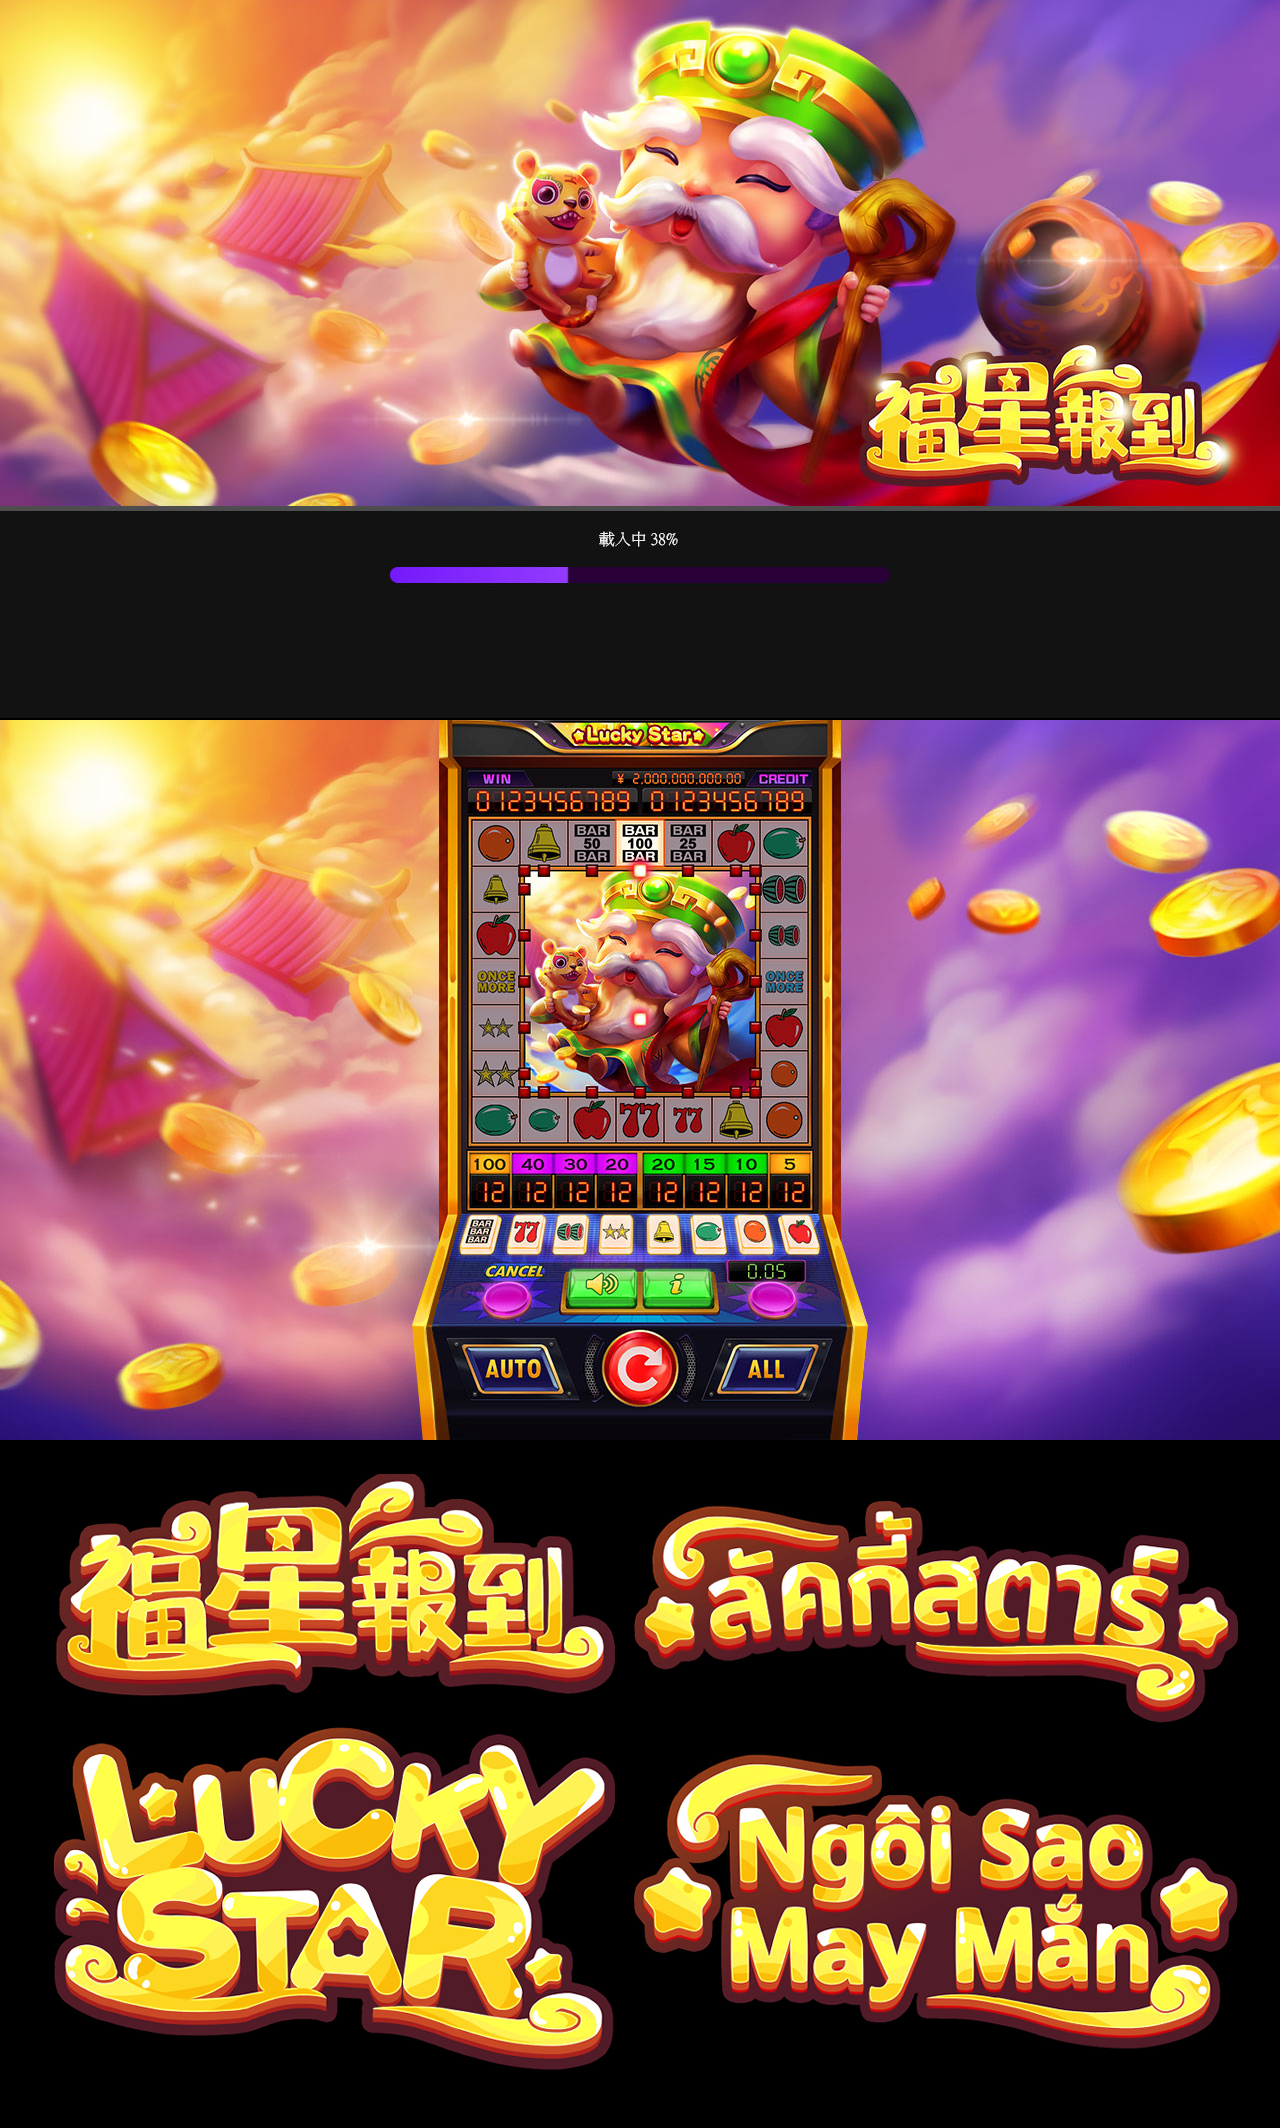 福星報到
載入中 38%
Lucky Star
WIN ¥ 2,000,000,000.00 CREDIT
0123456789 0123456789
BAR 50 BAR
BAR 100 BAR
BAR 25 BAR
ONCE MORE
ONCE MORE
77 77
100 40 30 20 20 15 10 5
12 12 12 12 12 12 12 12
BAR BAR BAR 77
CANCEL 0.05
i
AUTO ALL
福星報到
ลัคกี้สตาร์
LUCKY
STAR
Ngôi Sao
May Mắn